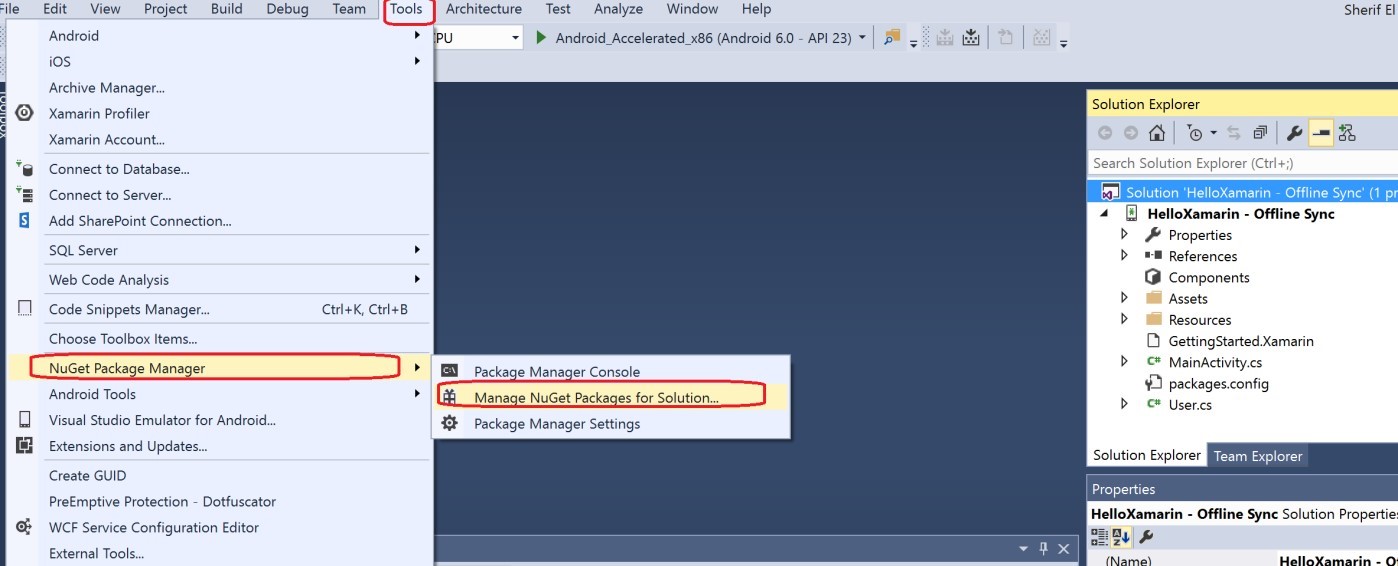 File Edit View Project Build Debug Team Tools Architecture Test Analyze Window Help Sherif El
CPU Android_Accelerated_x86 (Android 6.0 - API 23)
Android
iOS
Archive Manager...
Xamarin Profiler
Xamarin Account...
Connect to Database...
Connect to Server...
Add SharePoint Connection...
SQL Server
Web Code Analysis
Code Snippets Manager... Ctrl+K, Ctrl+B
Choose Toolbox Items...
NuGet Package Manager
Android Tools
Visual Studio Emulator for Android...
Extensions and Updates...
Create GUID
PreEmptive Protection - Dotfuscator
WCF Service Configuration Editor
External Tools...
Package Manager Console
Manage NuGet Packages for Solution...
Package Manager Settings
Solution Explorer
Search Solution Explorer (Ctrl+;)
Solution 'HelloXamarin - Offline Sync' (1 pr
HelloXamarin - Offline Sync
Properties
References
Components
Assets
Resources
GettingStarted.Xamarin
C# MainActivity.cs
packages.config
C# User.cs
Solution Explorer Team Explorer
Properties
HelloXamarin - Offline Sync Solution Properties
(Name) HelloXamarin - Of